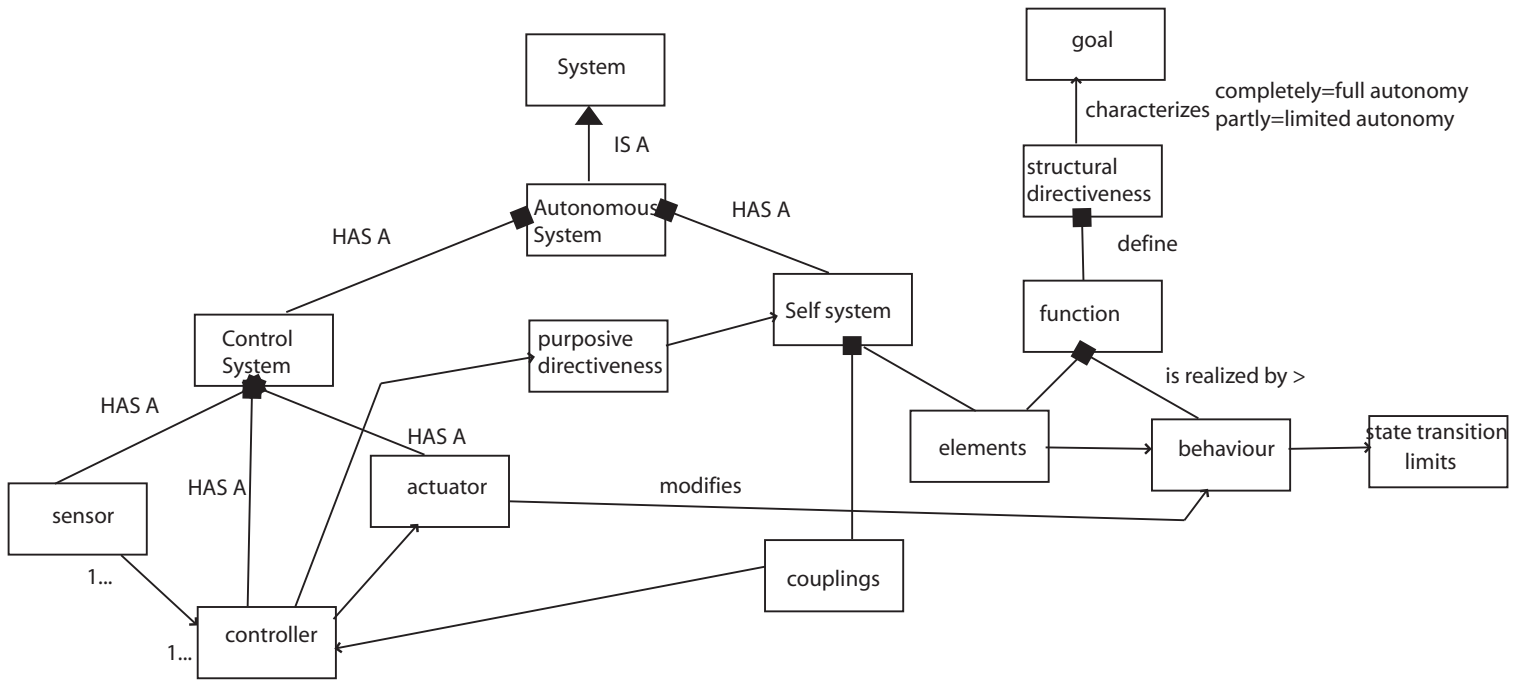 goal
System
completely=full autonomy
characterizes
partly=limited autonomy
IS A
structural
directiveness
Autonomous
System
HAS A
HAS A
define
Self system
function
Control
System
purposive
directiveness
is realized by >
HAS A
HAS A
elements
behaviour
state transition
limits
HAS A
actuator
modifies
sensor
1...
couplings
controller
1...